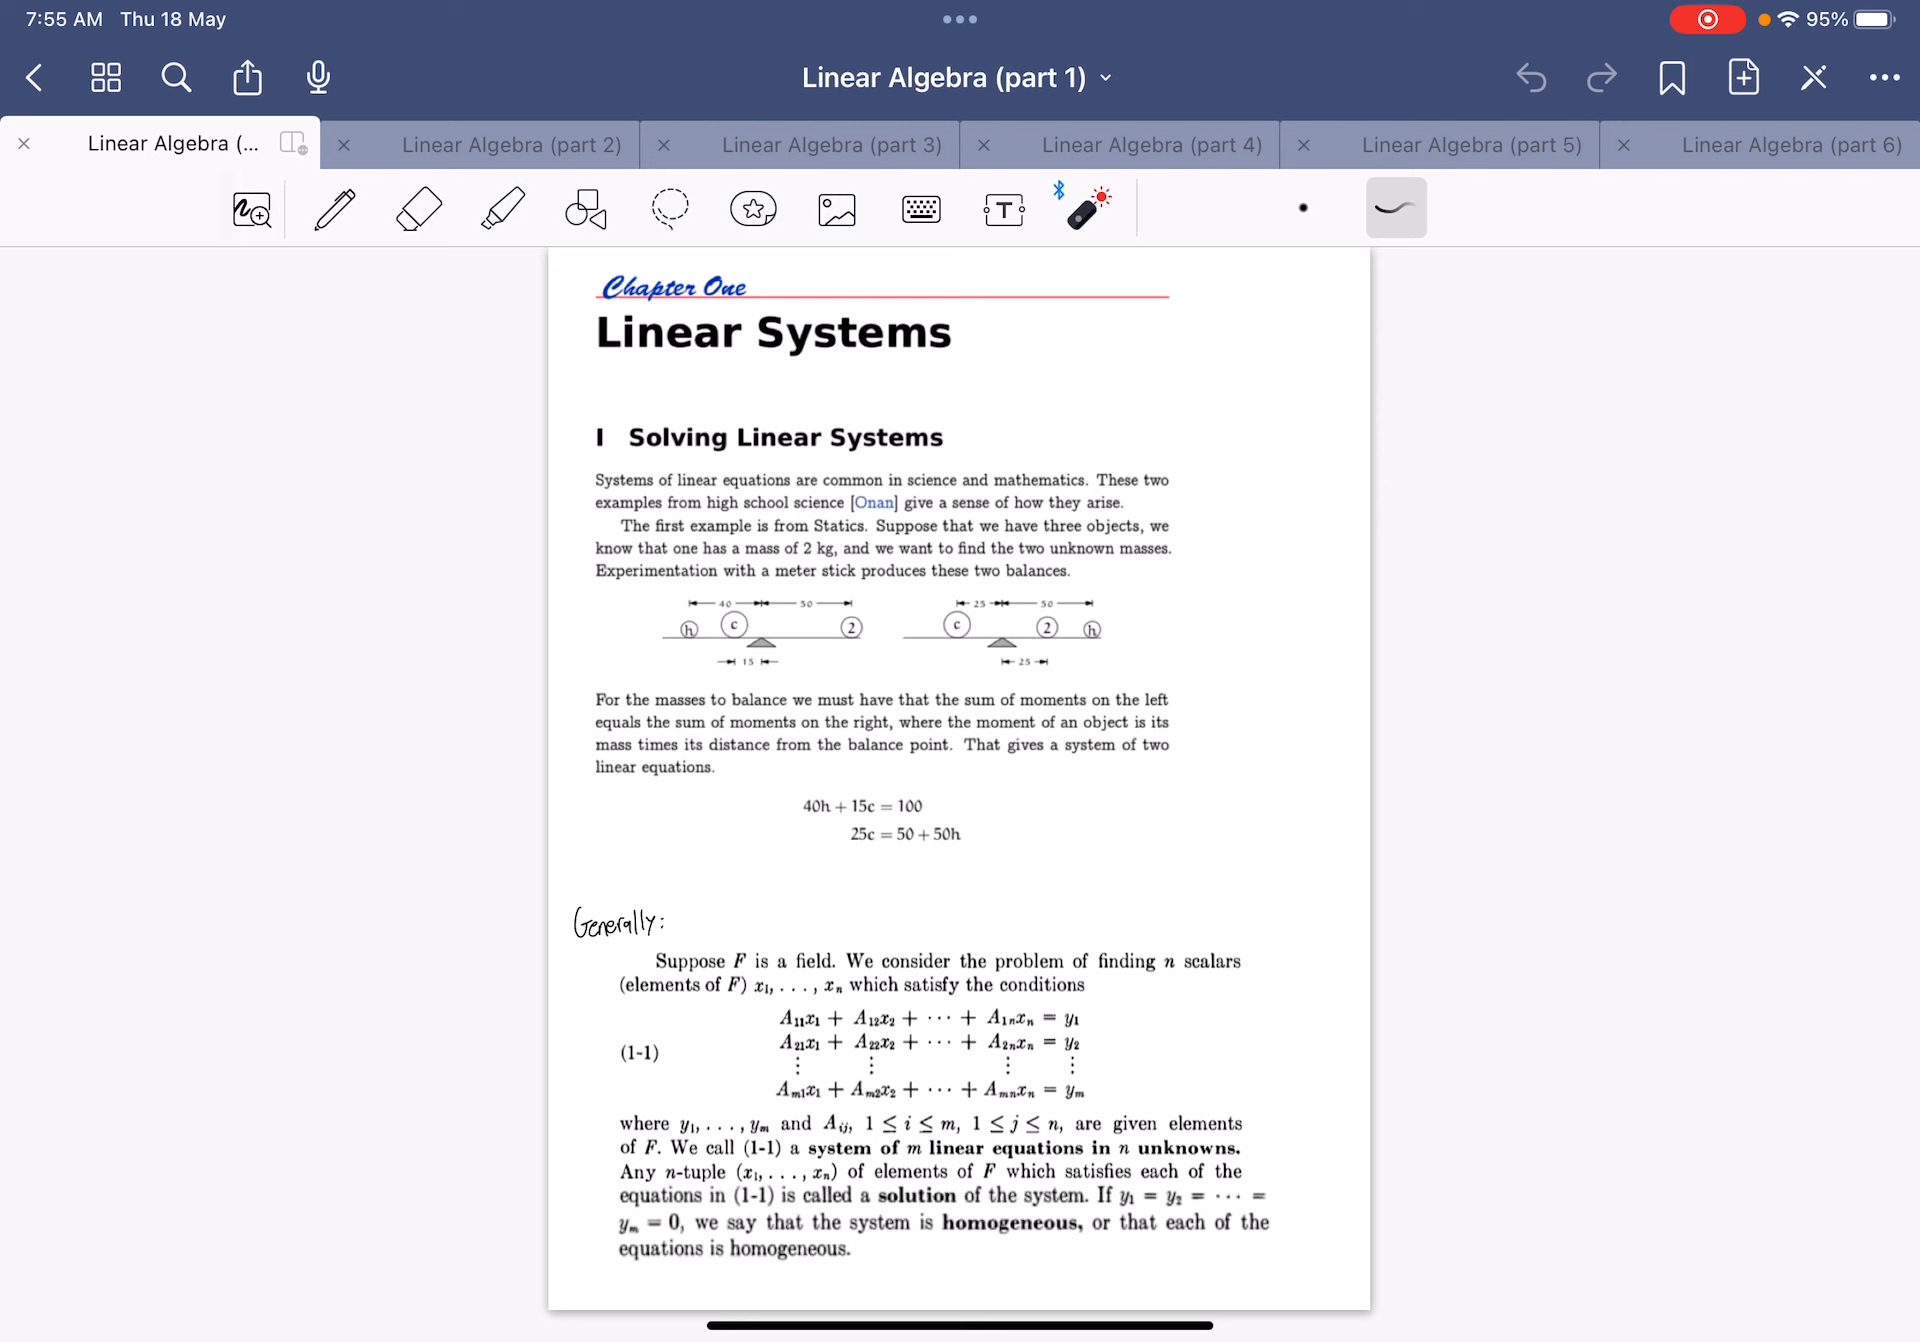 7:55 AM Thu 18 May
95%
Linear Algebra (part 1)
Linear Algebra (...
Linear Algebra (part 2)
Linear Algebra (part 3)
Linear Algebra (part 4)
Linear Algebra (part 5)
Linear Algebra (part 6)
T
Chapter One
Linear Systems
I Solving Linear Systems
Systems of linear equations are common in science and mathematics. These two
examples from high school science [Onan] give a sense of how they arise.
The first example is from Statics. Suppose that we have three objects, we
know that one has a mass of 2 kg, and we want to find the two unknown masses.
Experimentation with a meter stick produces these two balances.
40 50 25 50
h c 2 c 2 h
15 25
For the masses to balance we must have that the sum of moments on the left
equals the sum of moments on the right, where the moment of an object is its
mass times its distance from the balance point. That gives a system of two
linear equations.
40h + 15c = 100
25c = 50 + 50h
Generally:
Suppose F is a field. We consider the problem of finding n scalars
(elements of F) x₁, . . . , xₙ which satisfy the conditions
A₁₁x₁ + A₁₂x₂ + ··· + A₁ₙxₙ = y₁
A₂₁x₁ + A₂₂x₂ + ··· + A₂ₙxₙ = y₂
(1-1)
⋮ ⋮ ⋮ ⋮
Aₘ₁x₁ + Aₘ₂x₂ + ··· + Aₘₙxₙ = yₘ
where y₁, . . . , yₘ and Aᵢⱼ, 1 ≤ i ≤ m, 1 ≤ j ≤ n, are given elements
of F. We call (1-1) a system of m linear equations in n unknowns.
Any n-tuple (x₁, . . . , xₙ) of elements of F which satisfies each of the
equations in (1-1) is called a solution of the system. If y₁ = y₂ = ··· =
yₘ = 0, we say that the system is homogeneous, or that each of the
equations is homogeneous.